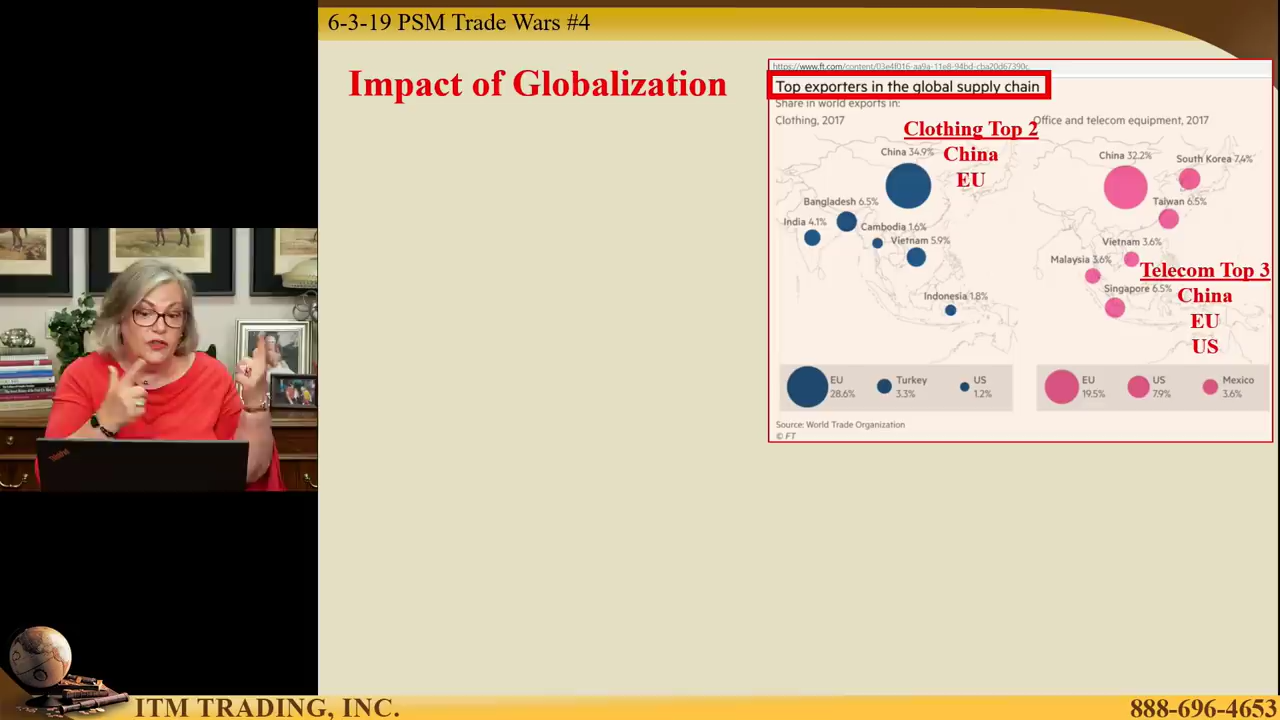 6-3-19 PSM Trade Wars #4
Impact of Globalization
https://www.ft.com/content/03e4f016-aa9a-11e8-94bd-cba20d67390c
Top exporters in the global supply chain
Share in world exports in:
Clothing, 2017
Clothing Top 2
China
EU
China 34.9%
Bangladesh 6.5%
India 4.1%
Cambodia 1.6%
Vietnam 5.9%
Indonesia 1.8%
EU
28.6%
Turkey
3.3%
US
1.2%
Office and telecom equipment, 2017
China 32.2%
South Korea 7.4%
Taiwan 6.5%
Vietnam 3.6%
Malaysia 3.6%
Singapore 6.5%
Telecom Top 3
China
EU
US
EU
19.5%
US
7.9%
Mexico
3.6%
Source: World Trade Organization
© FT
ThinkPad
ITM TRADING, INC.
888-696-4653